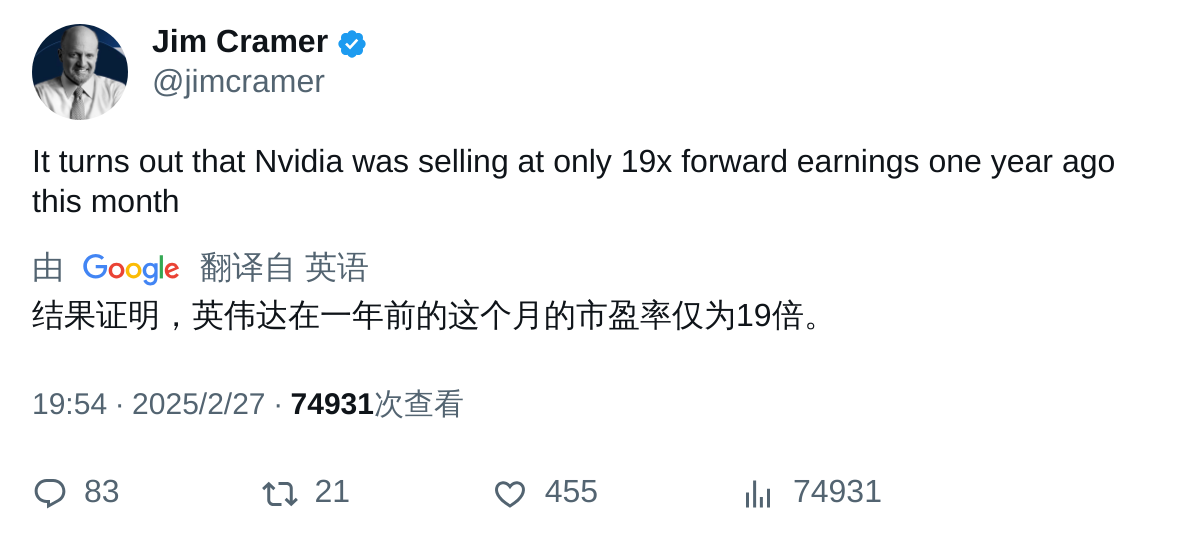 Jim Cramer
@jimcramer
It turns out that Nvidia was selling at only 19x forward earnings one year ago
this month
由 Google 翻译自 英语
结果证明，英伟达在一年前的这个月的市盈率仅为19倍。
19:54 · 2025/2/27 · 74931次查看
83 21 455 74931